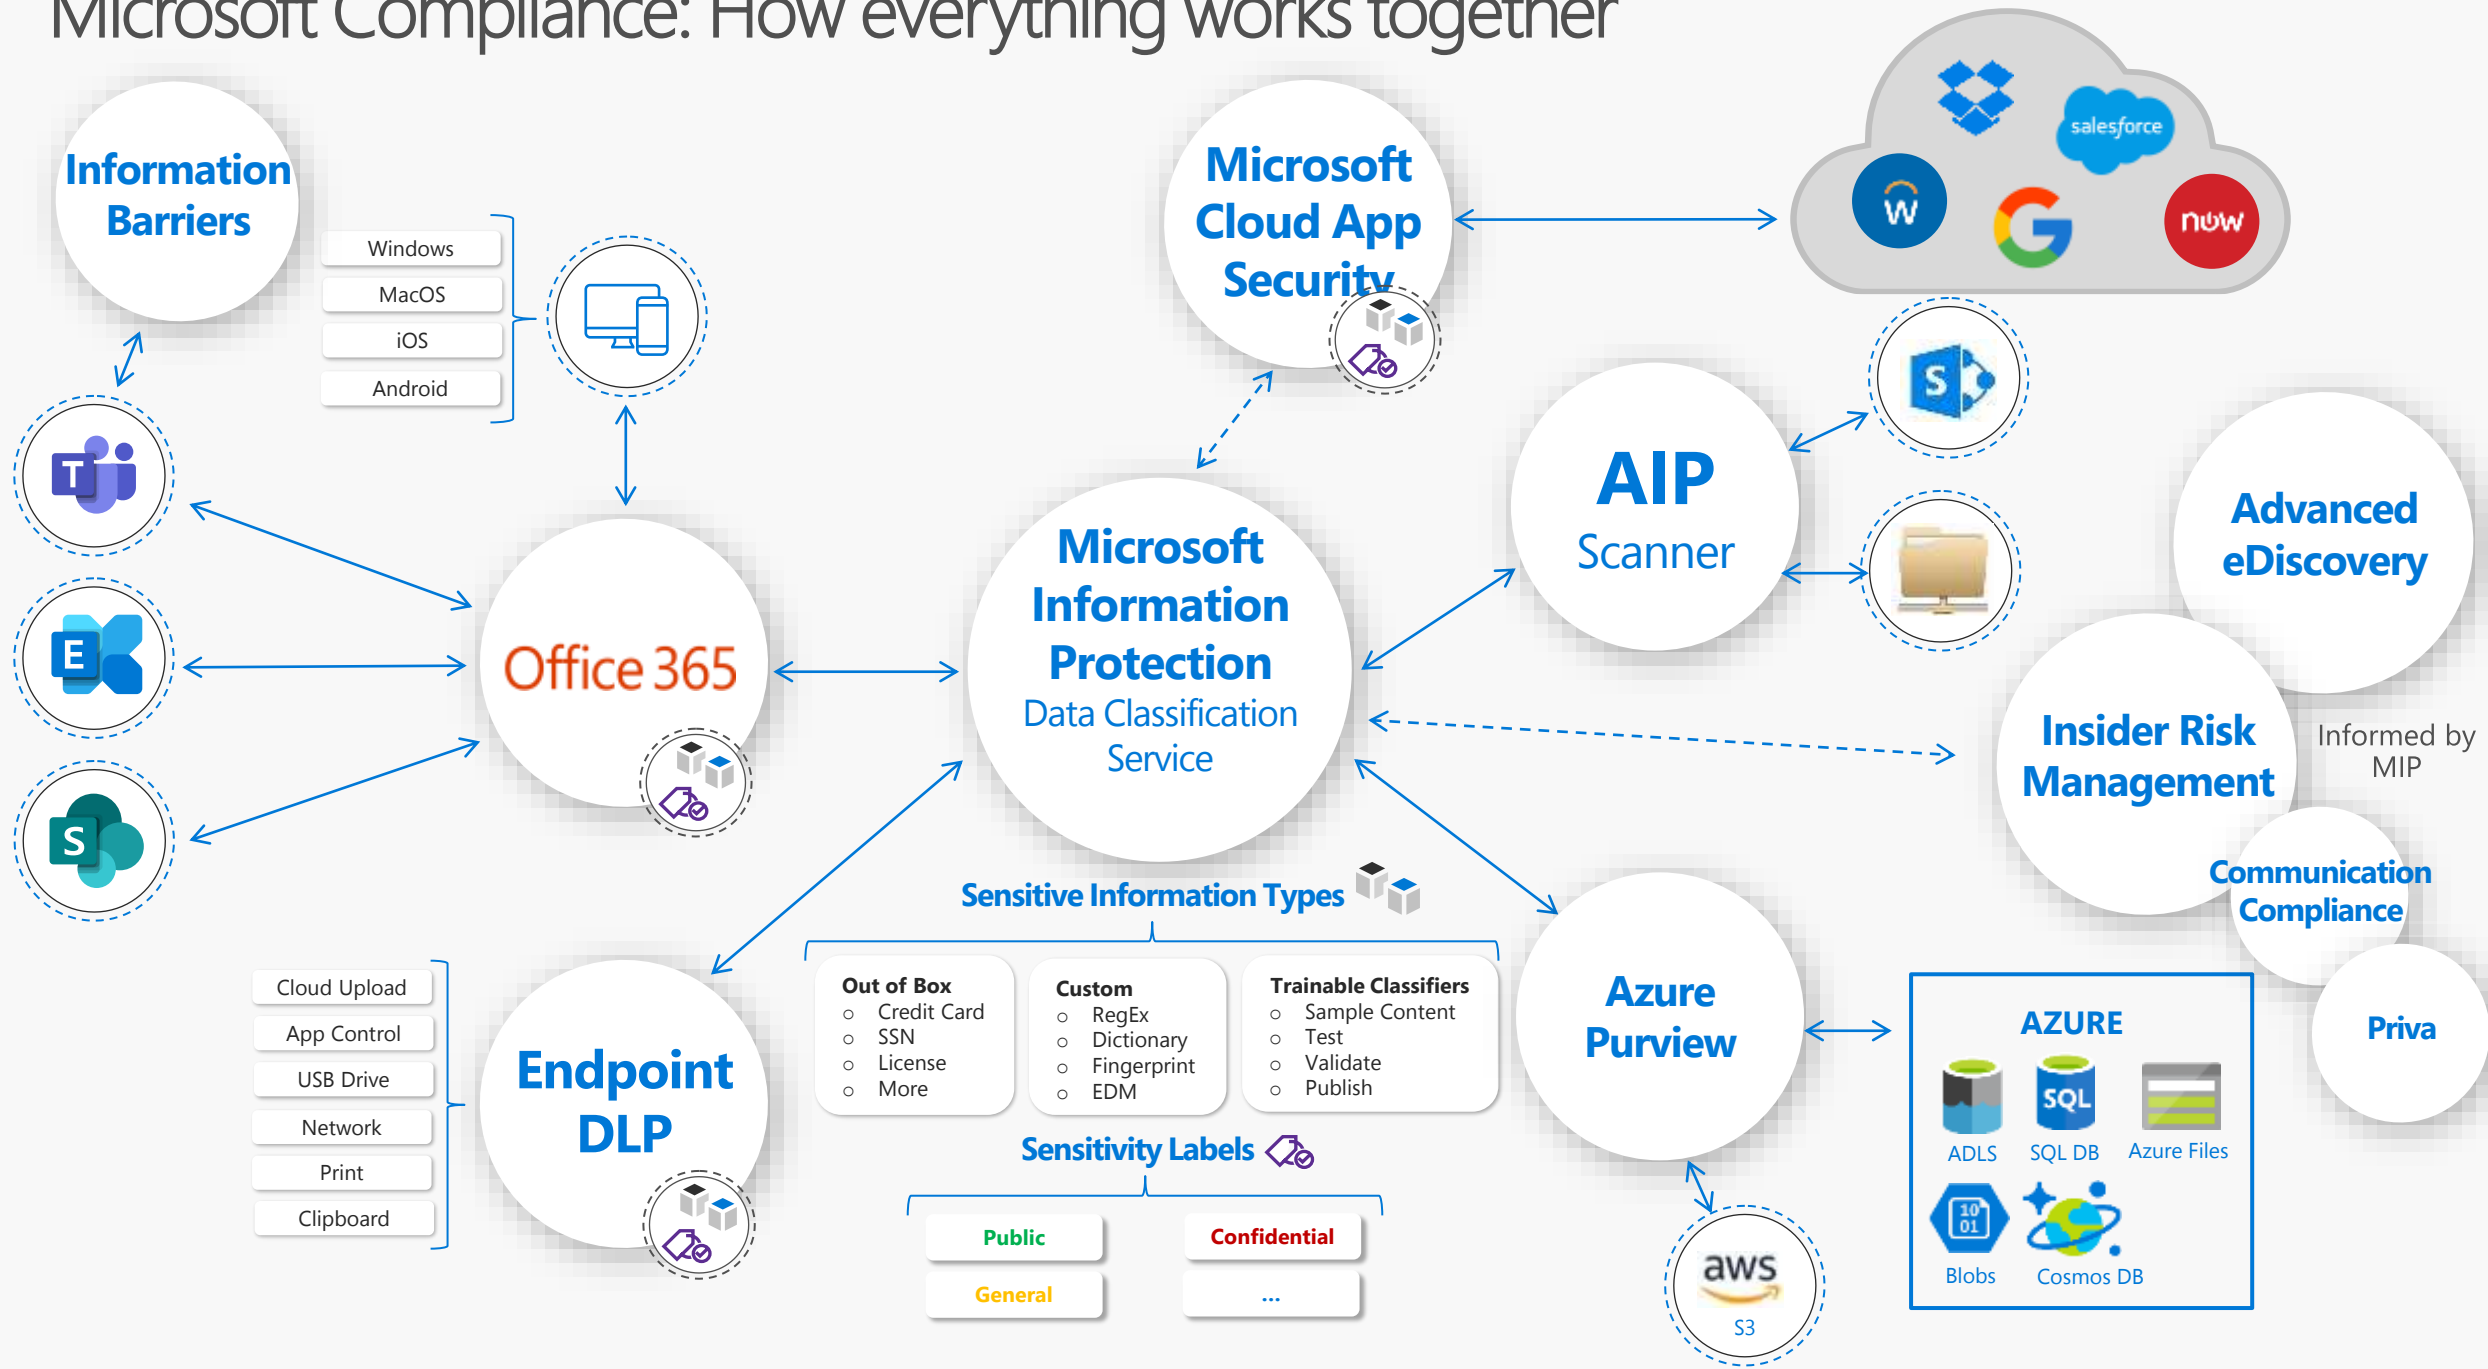 Microsoft Compliance: How everything works together
Information
Barriers
Windows
MacOS
iOS
Android
T
E
S
Office 365
Cloud Upload
App Control
USB Drive
Network
Print
Clipboard
Endpoint
DLP
Microsoft
Cloud App
Security
salesforce
W
G
now
Microsoft
Information
Protection
Data Classification
Service
AIP
Scanner
S
Advanced
eDiscovery
Insider Risk
Management
Informed by
MIP
Communication
Compliance
Priva
Sensitive Information Types
Out of Box
○ Credit Card
○ SSN
○ License
○ More
Custom
○ RegEx
○ Dictionary
○ Fingerprint
○ EDM
Trainable Classifiers
○ Sample Content
○ Test
○ Validate
○ Publish
Sensitivity Labels
Public
Confidential
General
...
Azure
Purview
aws
S3
AZURE
SQL
ADLS
SQL DB
Azure Files
10
01
Blobs
Cosmos DB